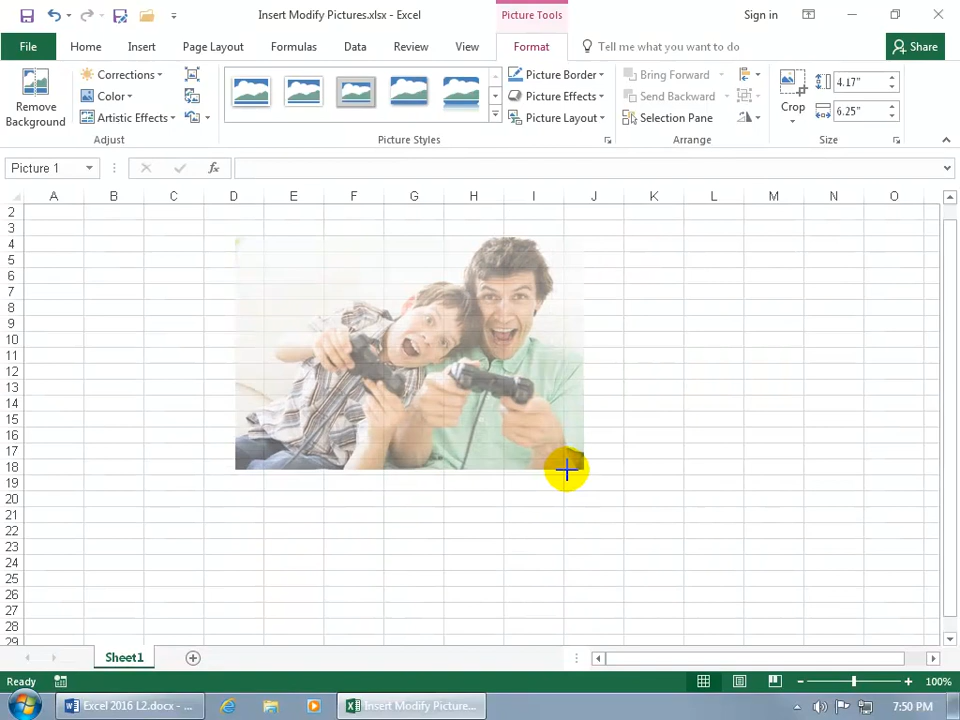 Insert Modify Pictures.xlsx - Excel
Picture Tools
Sign in
File
Home
Insert
Page Layout
Formulas
Data
Review
View
Format
Tell me what you want to do
Share
Remove Background
Corrections
Color
Artistic Effects
Adjust
Picture Styles
Picture Border
Picture Effects
Picture Layout
Bring Forward
Send Backward
Selection Pane
Arrange
Crop
4.17"
6.25"
Size
Picture 1
fx
A B C D E F G H I J K L M N O
2
3
4
5
6
7
8
9
10
11
12
13
14
15
16
17
18
19
20
21
22
23
24
25
26
27
28
29
Sheet1
Ready
100%
Excel 2016 L2.docx - ...
Insert Modify Picture...
7:50 PM